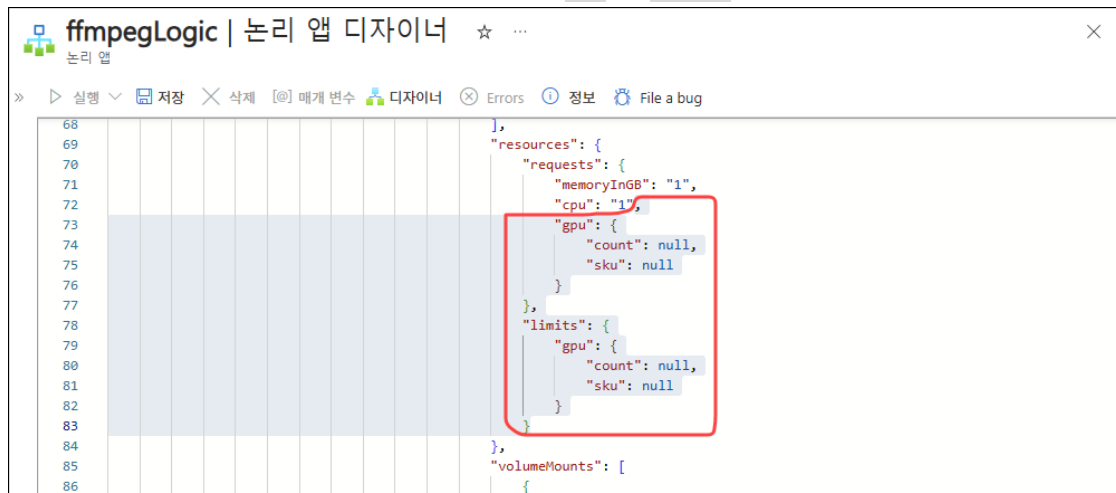 ffmpegLogic | 논리 앱 디자이너 ☆ ···
논리 앱
» 실행 저장 삭제 [@] 매개 변수 디자이너 Errors 정보 File a bug
68 ],
69 "resources": {
70 "requests": {
71 "memoryInGB": "1",
72 "cpu": "1",
73 "gpu": {
74 "count": null,
75 "sku": null
76 }
77 },
78 "limits": {
79 "gpu": {
80 "count": null,
81 "sku": null
82 }
83 }
84 },
85 "volumeMounts": [
86 {